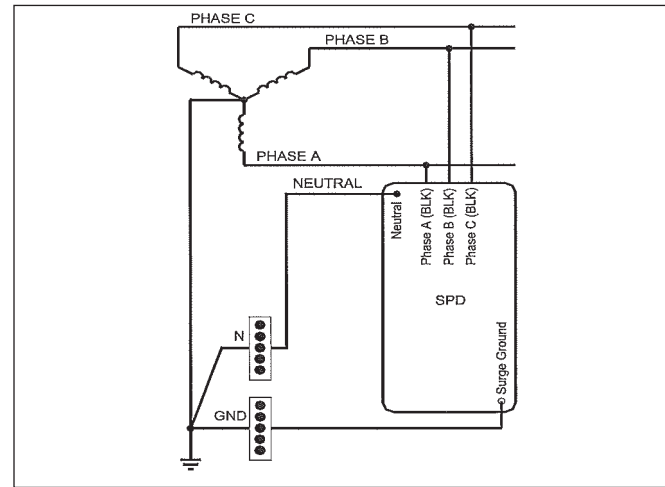 PHASE C
PHASE B
PHASE A
NEUTRAL
Neutral
Phase A (BLK)
Phase B (BLK)
Phase C (BLK)
SPD
Surge Ground
N
GND